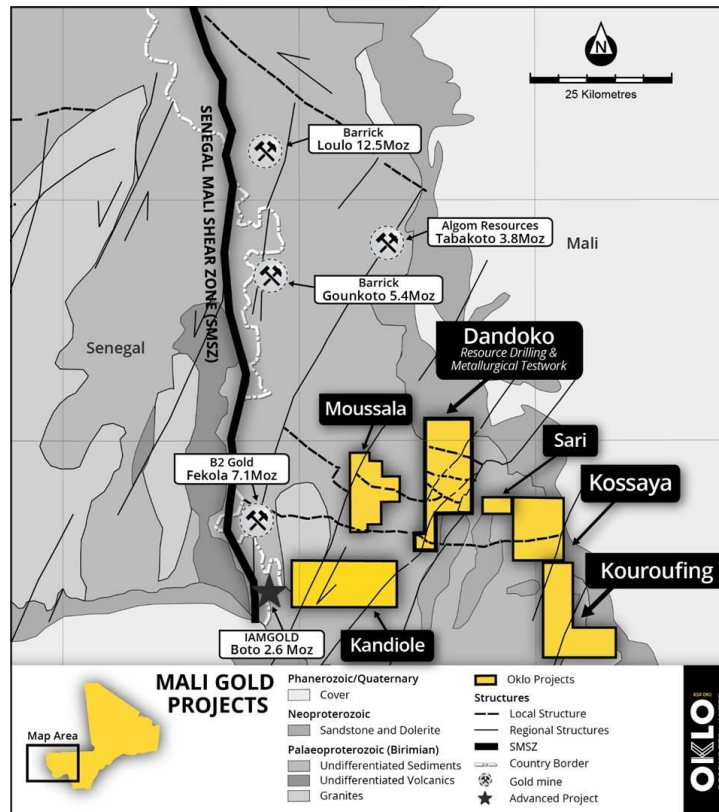 N
25 Kilometres
SENEGAL MALI SHEAR ZONE (SMSZ)
Barrick
Loulo 12.5Moz
Algom Resources
Tabakoto 3.8Moz
Mali
Barrick
Gounkoto 5.4Moz
Senegal
Dandoko
Resource Drilling &
Metallurgical Testwork
Moussala
Sari
B2 Gold
Fekola 7.1Moz
Kossaya
Kouroufing
IAMGOLD
Boto 2.6 Moz
Kandiole
MALI GOLD
PROJECTS
Map Area
Phanerozoic/Quaternary
Cover
Neoproterozoic
Sandstone and Dolerite
Palaeoproterozoic (Birimian)
Undifferentiated Sediments
Undifferentiated Volcanics
Granites
Oklo Projects
Structures
Local Structure
Regional Structures
SMSZ
Country Border
Gold mine
Advanced Project
ASX OKU
OKLO